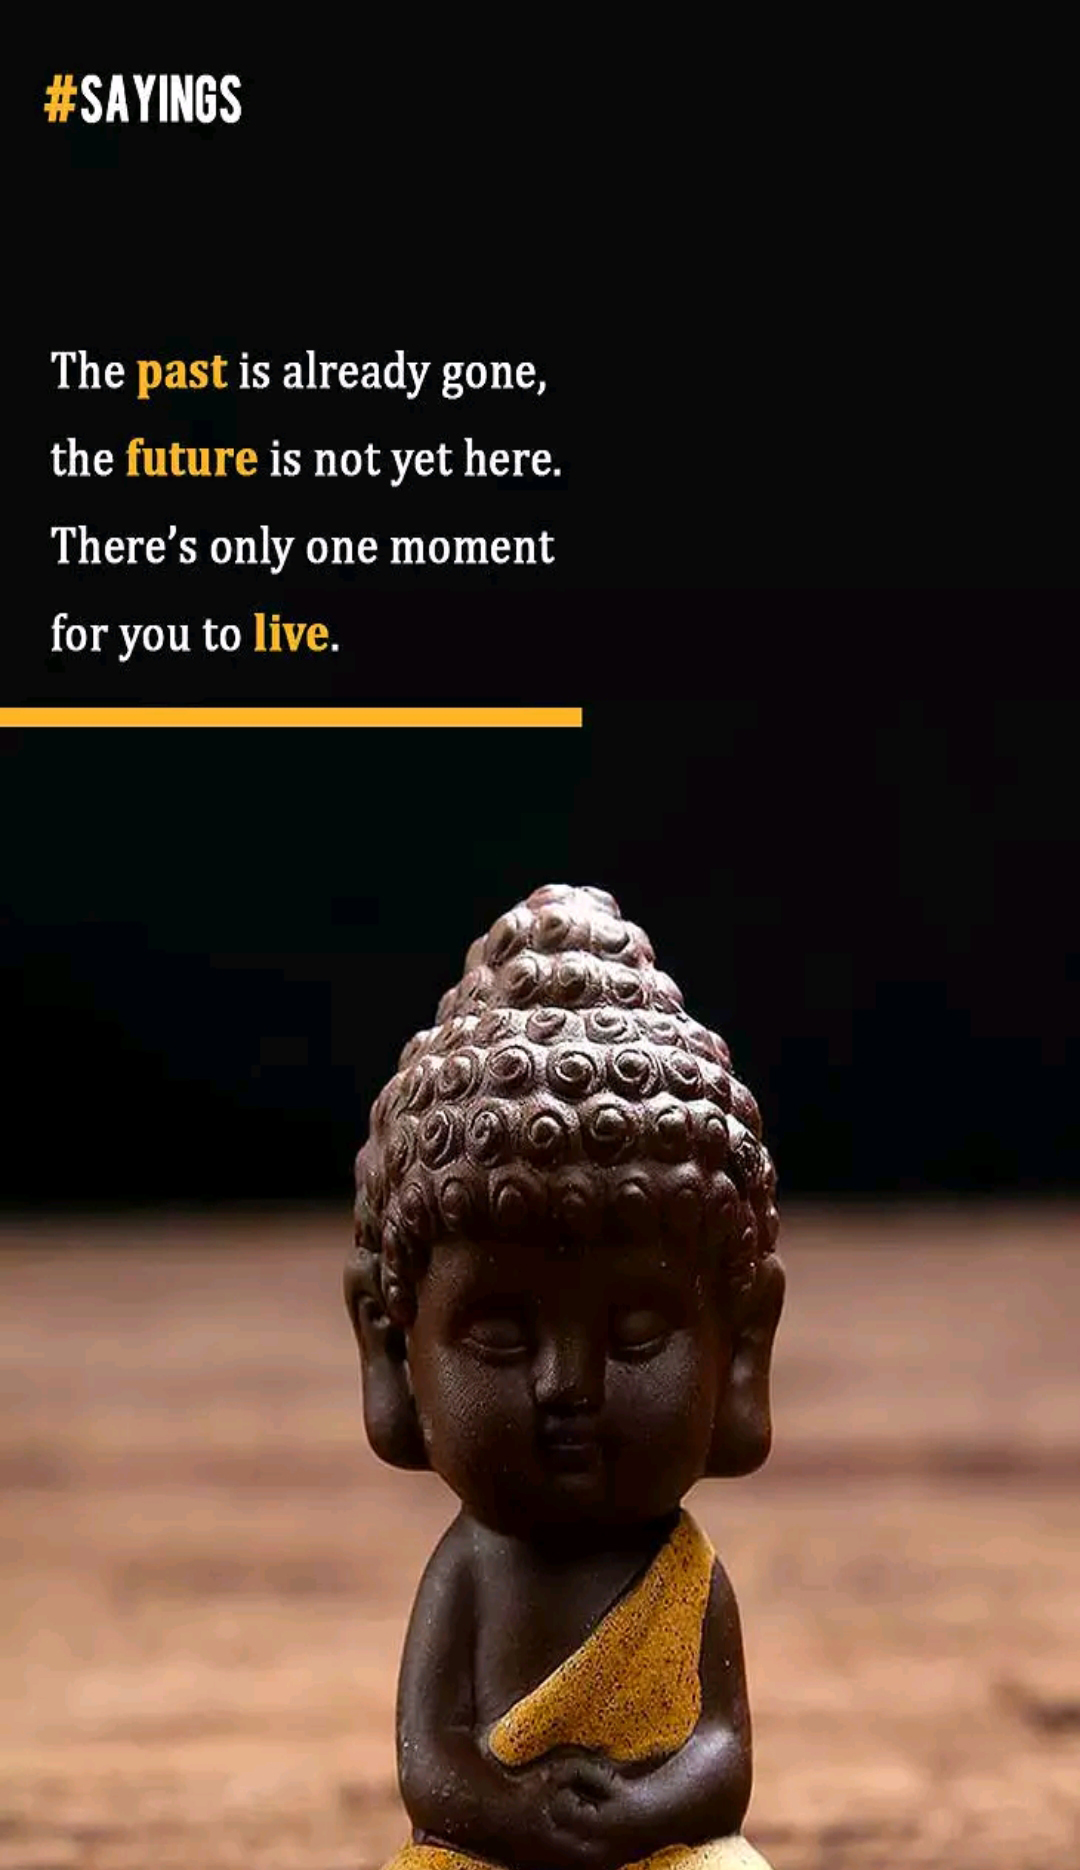 #SAYINGS
The past is already gone,
the future is not yet here.
There’s only one moment
for you to live.